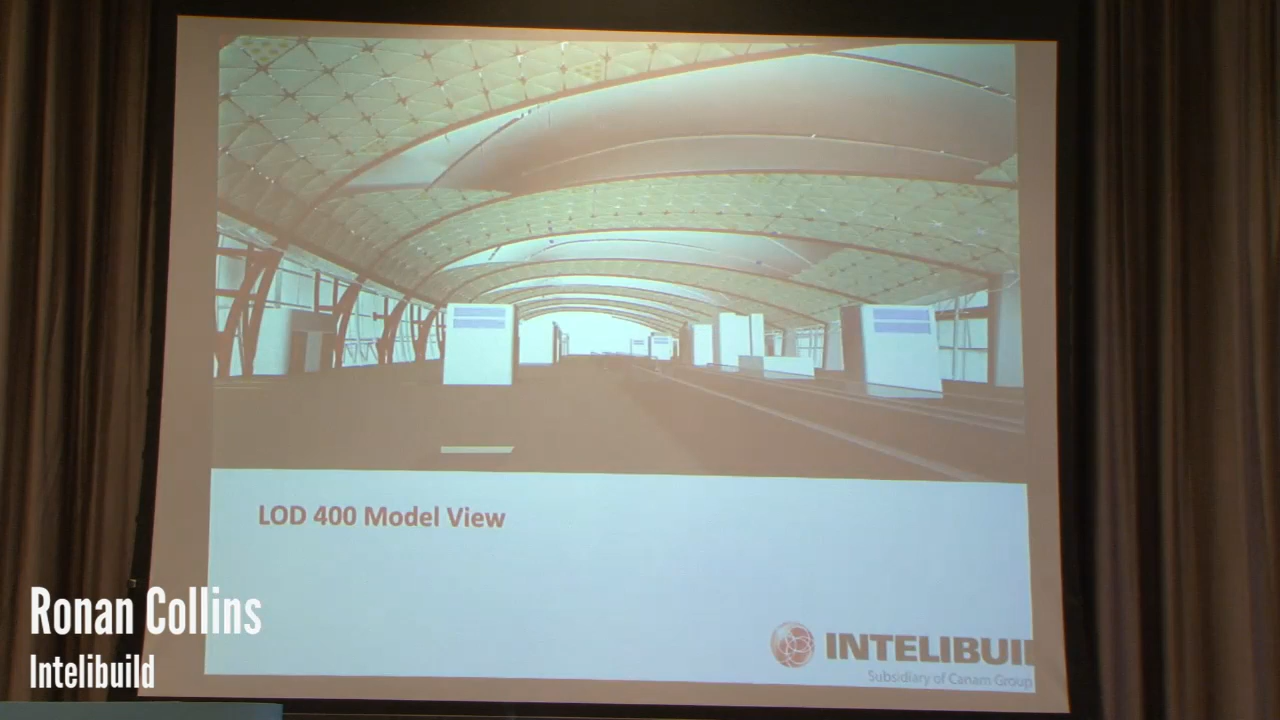 LOD 400 Model View
Ronan Collins
Intelibuild
INTELIBUI
Subsidiary of Canam Group